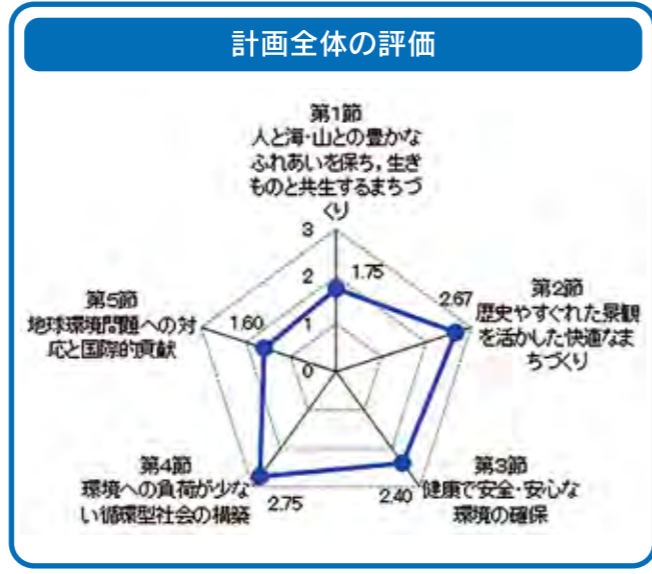 計画全体の評価
第1節
人と海・山との豊かな
ふれあいを保ち，生き
ものと共生するまちづ
くり
3
2
1
0
1.75
第2節
歴史やすぐれた景観
を活かした快適なま
ちづくり
2.67
第3節
健康で安全・安心な
環境の確保
2.40
第4節
環境への負荷が少な
い循環型社会の構築
2.75
第5節
地球環境問題への対
応と国際的貢献
1.60